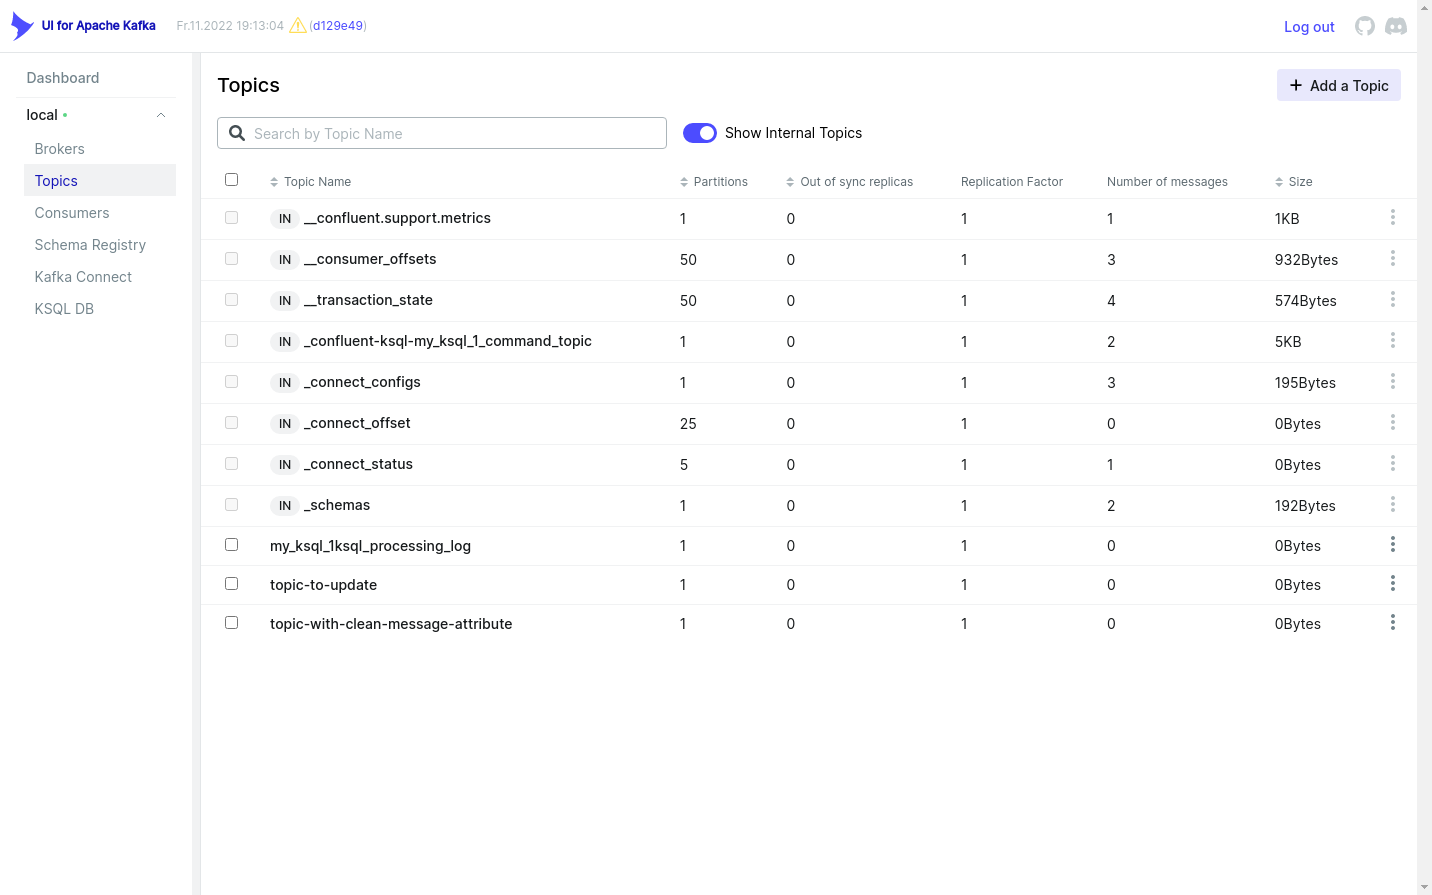 UI for Apache Kafka Fr.11.2022 19:13:04 (d129e49) Log out
Dashboard
local
Brokers
Topics
Consumers
Schema Registry
Kafka Connect
KSQL DB
Topics
Add a Topic
Search by Topic Name Show Internal Topics
Topic Name Partitions Out of sync replicas Replication Factor Number of messages Size
IN __confluent.support.metrics 1 0 1 1 1KB
IN __consumer_offsets 50 0 1 3 932Bytes
IN __transaction_state 50 0 1 4 574Bytes
IN _confluent-ksql-my_ksql_1_command_topic 1 0 1 2 5KB
IN _connect_configs 1 0 1 3 195Bytes
IN _connect_offset 25 0 1 0 0Bytes
IN _connect_status 5 0 1 1 0Bytes
IN _schemas 1 0 1 2 192Bytes
my_ksql_1ksql_processing_log 1 0 1 0 0Bytes
topic-to-update 1 0 1 0 0Bytes
topic-with-clean-message-attribute 1 0 1 0 0Bytes